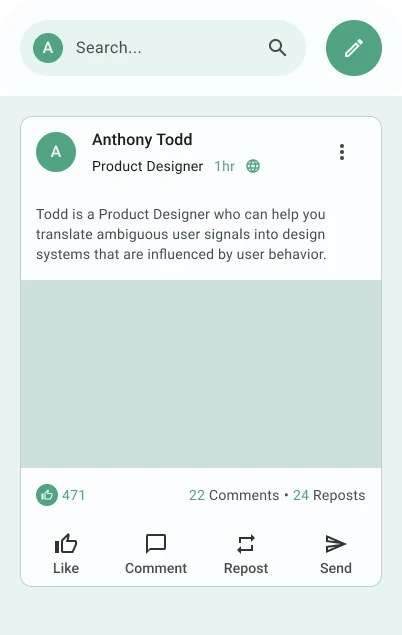 A Search...
A
Anthony Todd
Product Designer 1hr
Todd is a Product Designer who can help you
translate ambiguous user signals into design
systems that are influenced by user behavior.
471 22 Comments • 24 Reposts
Like Comment Repost Send